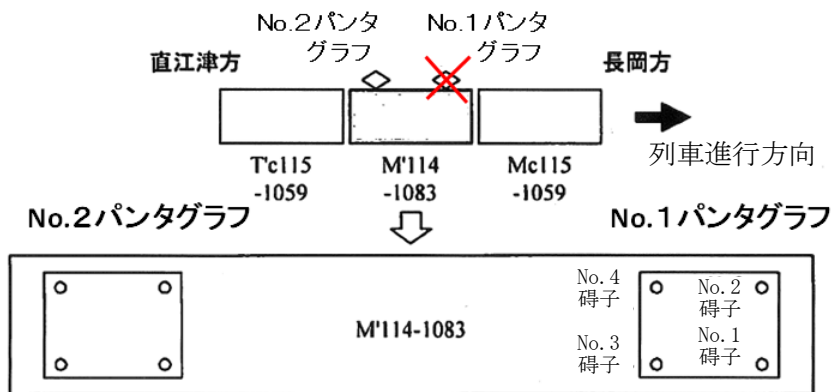 No.2パンタ
グラフ
No.1パンタ
グラフ
直江津方
長岡方
列車進行方向
T'c115
-1059
M'114
-1083
Mc115
-1059
No.2パンタグラフ
No.1パンタグラフ
No.4
碍子
No.2
碍子
M'114-1083
No.3
碍子
No.1
碍子